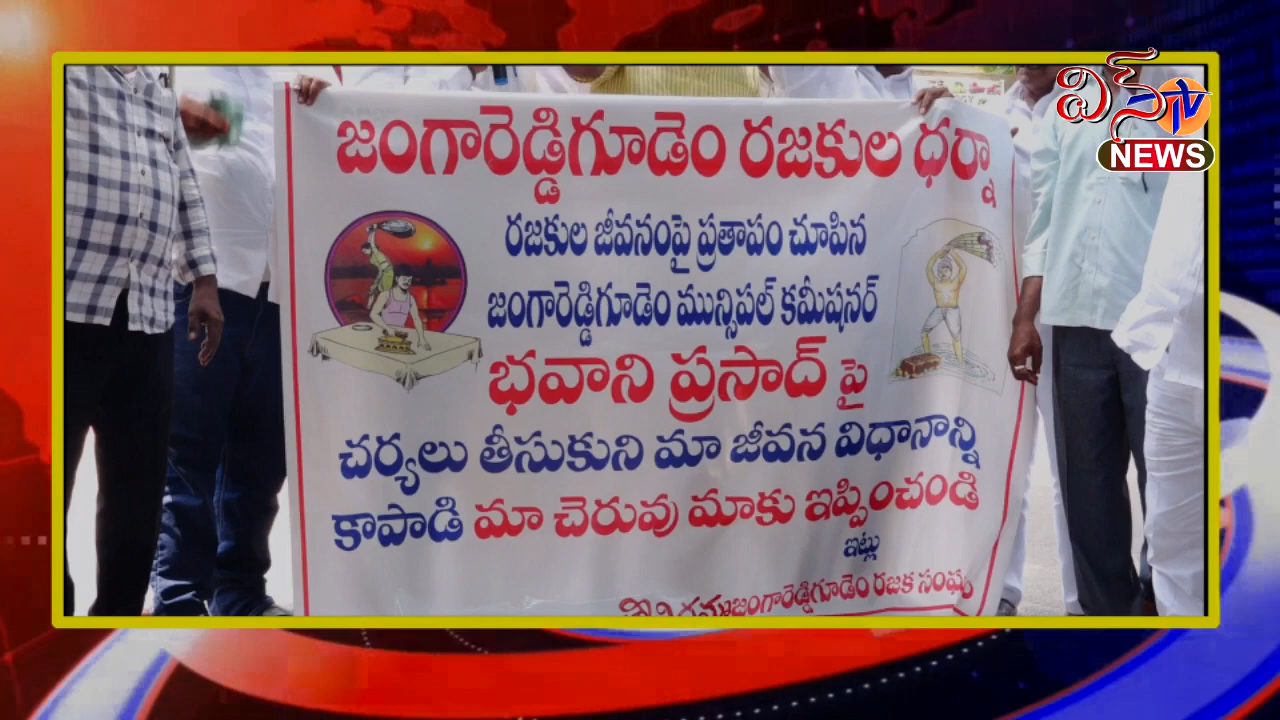 విన్ TV
NEWS
జంగారెడ్డిగూడెం రజకుల ధర్నా
రజకుల జీవనంపై ప్రతాపం చూపిన
జంగారెడ్డిగూడెం మున్సిపల్ కమీషనర్
భవాని ప్రసాద్ పై
చర్యలు తీసుకుని మా జీవన విధానాన్ని
కాపాడి మా చెరువు మాకు ఇప్పించండి
ఇట్లు
జంగారెడ్డిగూడెం రజక సంఘం